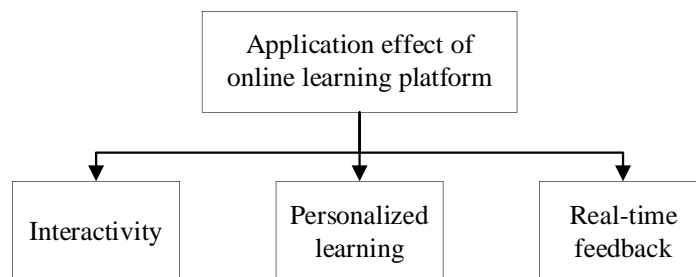 Application effect of
online learning platform
Interactivity
Personalized
learning
Real-time
feedback